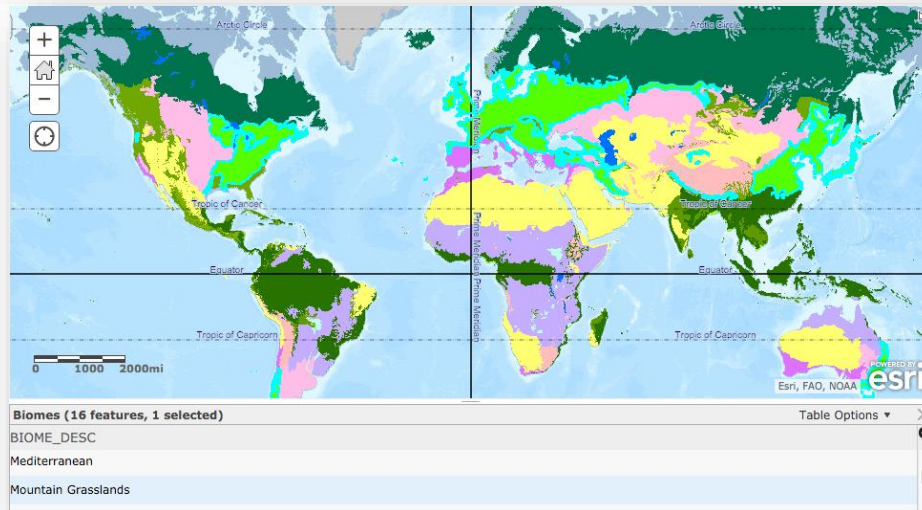 Arctic Circle
Arctic Circle
+
−
Prime Meridian
Tropic of Cancer
Tropic of Cancer
Prime Meridian
Equator
Equator
Prime Meridian
Tropic of Capricorn
Tropic of Capricorn
0 1000 2000mi
POWERED BY
esri
Esri, FAO, NOAA
Biomes (16 features, 1 selected)
Table Options ▼
BIOME_DESC
Mediterranean
Mountain Grasslands